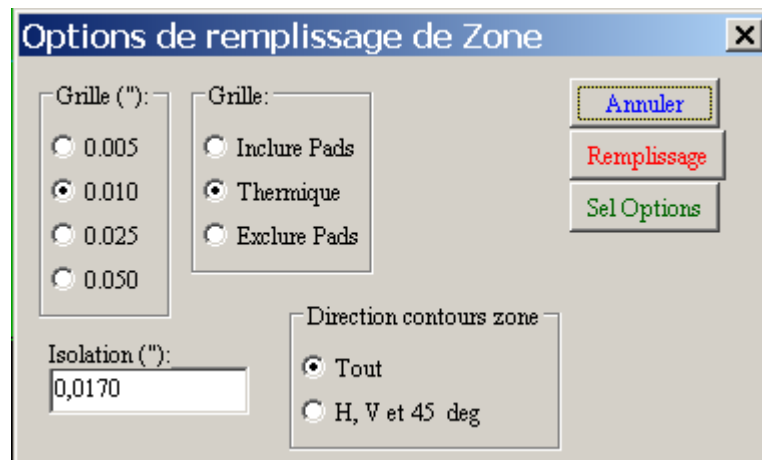 Options de remplissage de Zone
Grille ("):
0.005
0.010
0.025
0.050
Grille:
Inclure Pads
Thermique
Exclure Pads
Annuler
Remplissage
Sel Options
Isolation ("):
0,0170
Direction contours zone
Tout
H, V et 45 deg